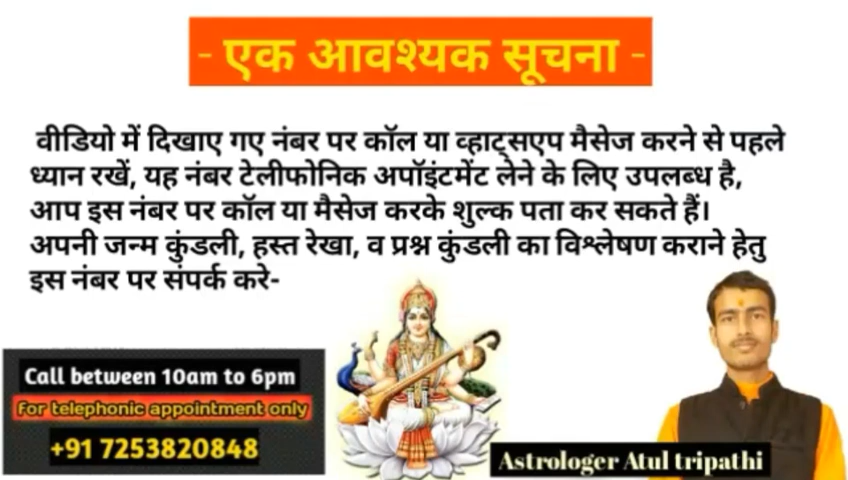 - एक आवश्यक सूचना -
वीडियो में दिखाए गए नंबर पर कॉल या व्हाट्सएप मैसेज करने से पहले
ध्यान रखें, यह नंबर टेलीफोनिक अपॉइंटमेंट लेने के लिए उपलब्ध है,
आप इस नंबर पर कॉल या मैसेज करके शुल्क पता कर सकते हैं।
अपनी जन्म कुंडली, हस्त रेखा, व प्रश्न कुंडली का विश्लेषण कराने हेतु
इस नंबर पर संपर्क करे-
Call between 10am to 6pm
For telephonic appointment only
+91 7253820848
Astrologer Atul tripathi